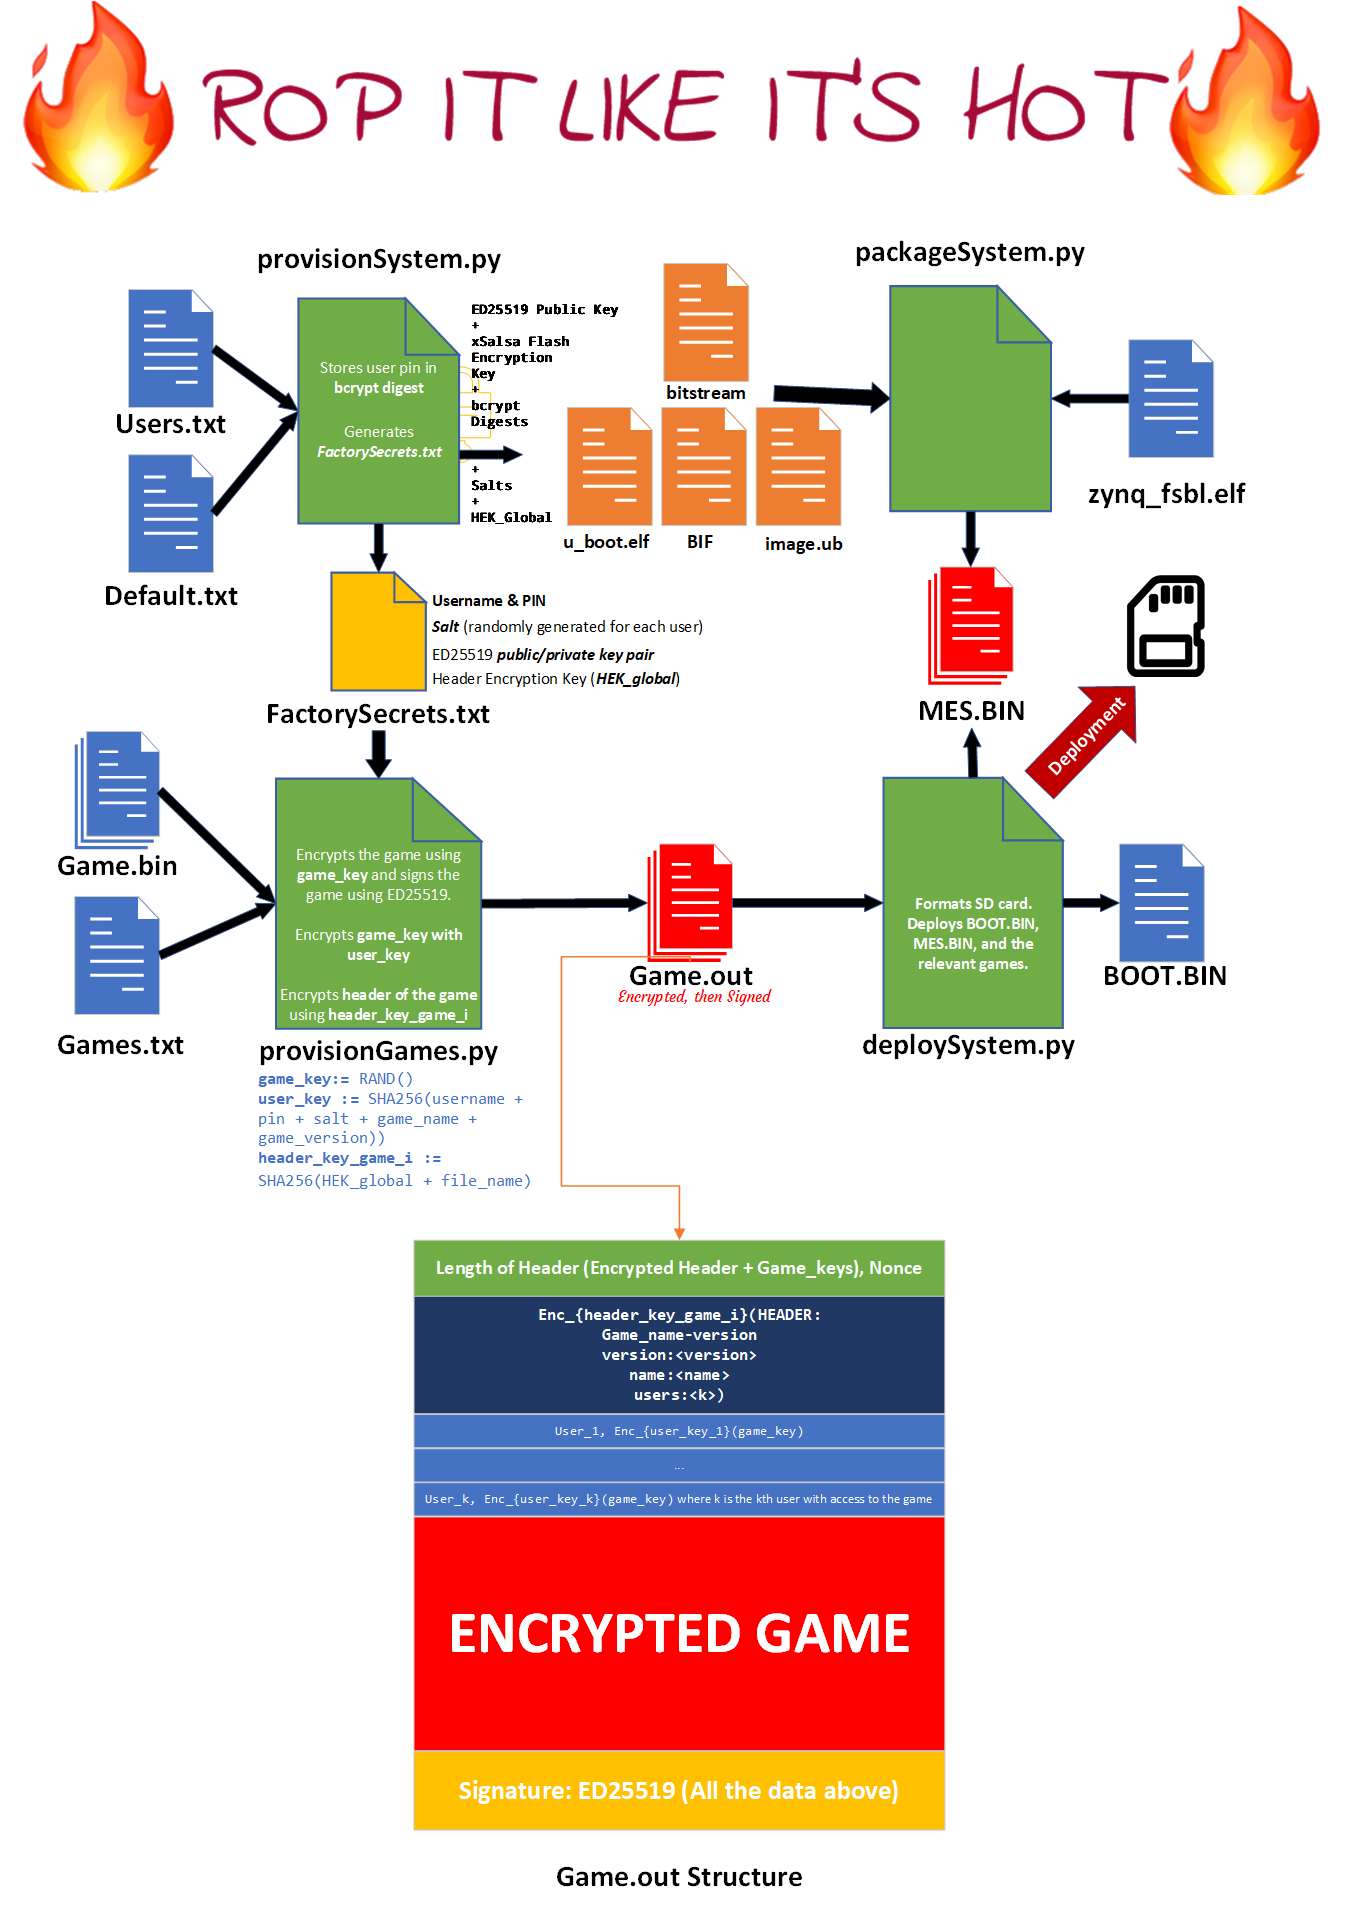 ROP IT LIKE IT'S HOT
provisionSystem.py
packageSystem.py
Users.txt
Default.txt
Stores user pin in
bcrypt digest
Generates
FactorySecrets.txt
ED25519 Public Key
+
xSalsa Flash
Encryption
Key
+
bcrypt
Digests
+
Salts
+
HEK_Global
bitstream
u_boot.elf
BIF
image.ub
zynq_fsbl.elf
Username & PIN
Salt (randomly generated for each user)
ED25519 public/private key pair
Header Encryption Key (HEK_global)
FactorySecrets.txt
MES.BIN
Deployment
Game.bin
Games.txt
Encrypts the game using
game_key and signs the
game using ED25519.
Encrypts game_key with
user_key
Encrypts header of the game
using header_key_game_i
provisionGames.py
game_key:= RAND()
user_key := SHA256(username +
pin + salt + game_name +
game_version))
header_key_game_i :=
SHA256(HEK_global + file_name)
Game.out
Encrypted, then Signed
Formats SD card.
Deploys BOOT.BIN,
MES.BIN, and the
relevant games.
deploySystem.py
BOOT.BIN
Length of Header (Encrypted Header + Game_keys), Nonce
Enc_{header_key_game_i}(HEADER:
Game_name-version
version:<version>
name:<name>
users:<k>)
User_1, Enc_{user_key_1}(game_key)
...
User_k, Enc_{user_key_k}(game_key) where k is the kth user with access to the game
ENCRYPTED GAME
Signature: ED25519 (All the data above)
Game.out Structure